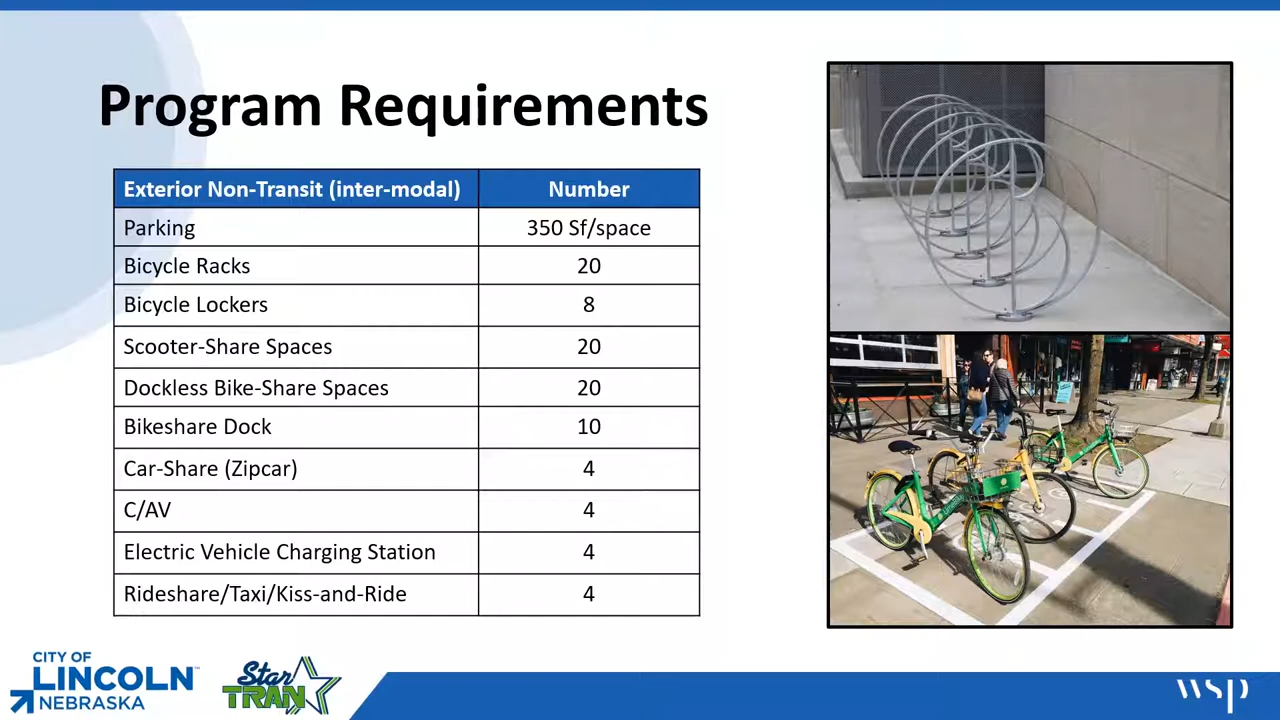 Program Requirements
Exterior Non-Transit (inter-modal) Number
Parking 350 Sf/space
Bicycle Racks 20
Bicycle Lockers 8
Scooter-Share Spaces 20
Dockless Bike-Share Spaces 20
Bikeshare Dock 10
Car-Share (Zipcar) 4
C/AV 4
Electric Vehicle Charging Station 4
Rideshare/Taxi/Kiss-and-Ride 4
CITY OF
LINCOLN
NEBRASKA
Star
TRAN
wsp